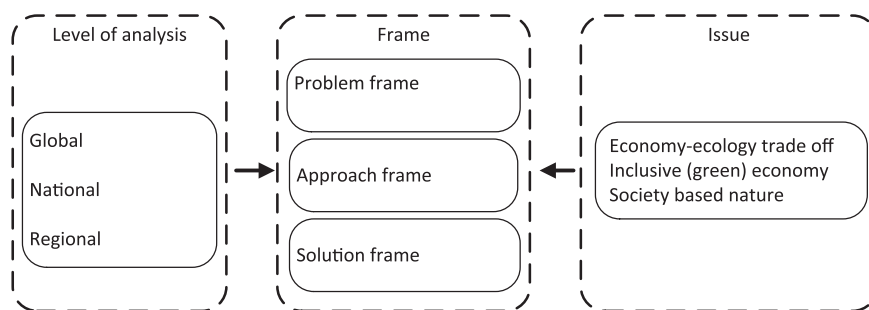 Level of analysis
Global
National
Regional
Frame
Problem frame
Approach frame
Solution frame
Issue
Economy-ecology trade off
Inclusive (green) economy
Society based nature